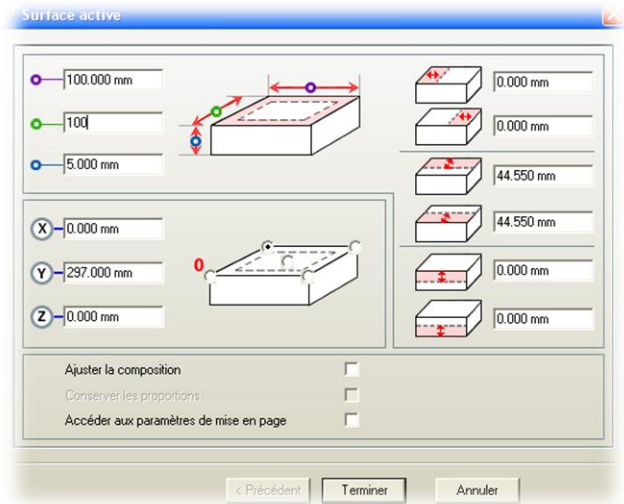 Surface active
100.000 mm
100
5.000 mm
0.000 mm
0.000 mm
44.550 mm
44.550 mm
0.000 mm
0.000 mm
X 0.000 mm
Y 297.000 mm
Z 0.000 mm
0
Ajuster la composition
Conserver les proportions
Accéder aux paramètres de mise en page
< Précédent Terminer Annuler